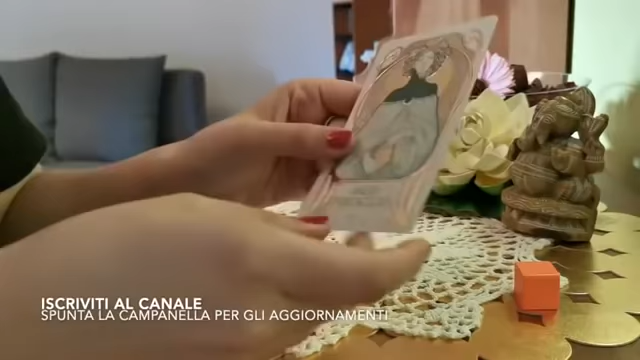 ISCRIVITI AL CANALE
SPUNTA LA CAMPANELLA PER GLI AGGIORNAMENTI